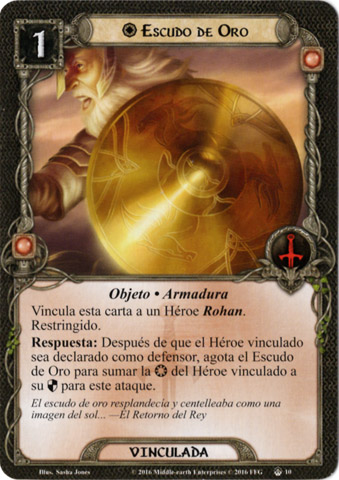 1
Escudo de Oro
Objeto • Armadura
Vincula esta carta a un Héroe Rohan.
Restringido.
Respuesta: Después de que el Héroe vinculado
sea declarado como defensor, agota el Escudo
de Oro para sumar la del Héroe vinculado a
su para este ataque.
El escudo de oro resplandecía y centelleaba como una
imagen del sol... —El Retorno del Rey
VINCULADA
Illus. Sasha Jones © 2016 Middle-earth Enterprises © 2016 FFG 10